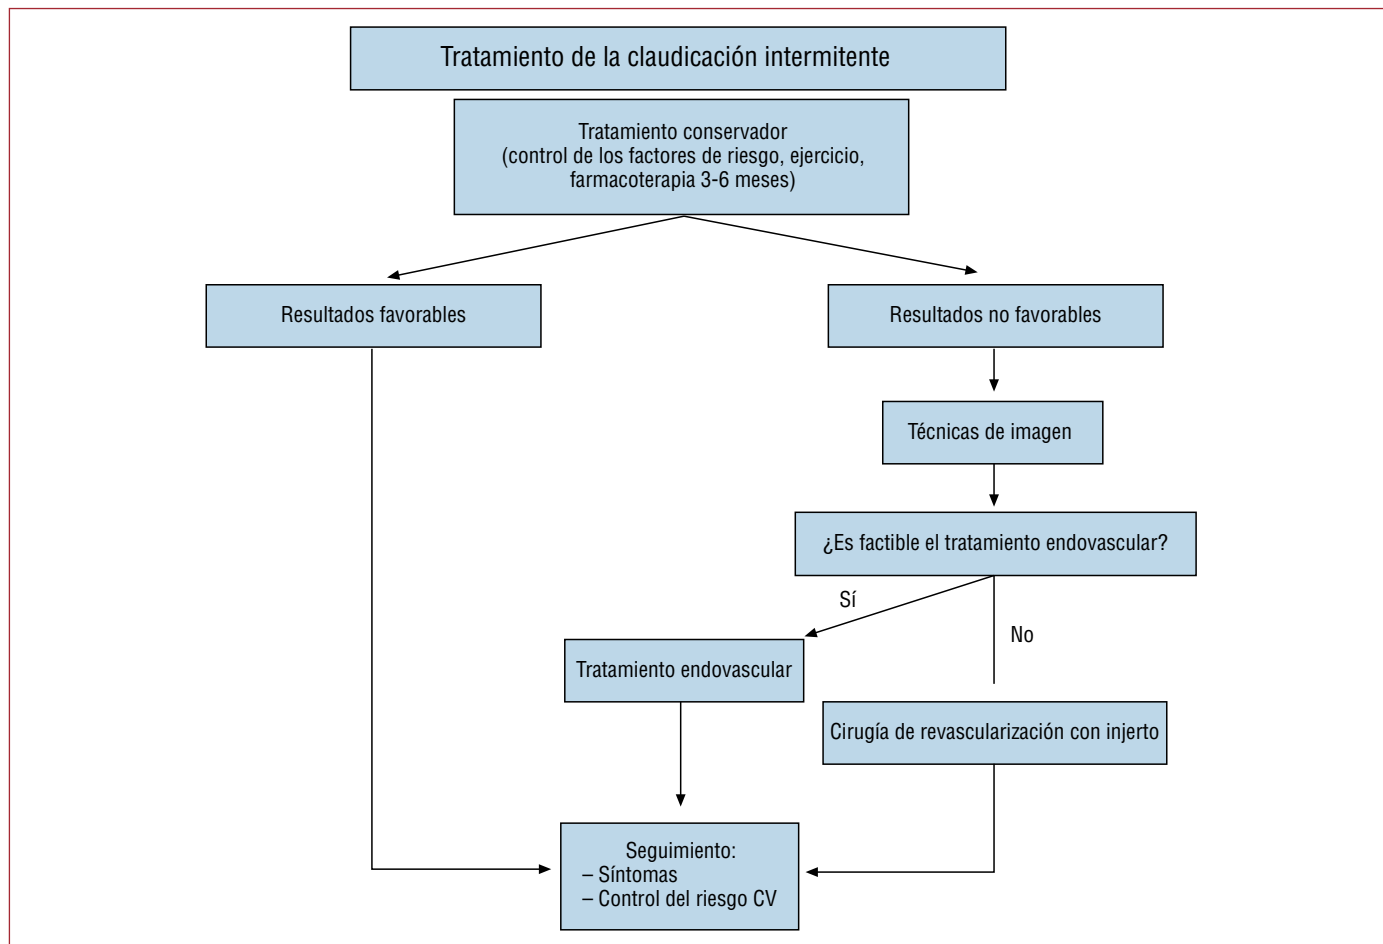 Tratamiento de la claudicación intermitente
Tratamiento conservador
(control de los factores de riesgo, ejercicio,
farmacoterapia 3-6 meses)
Resultados favorables
Resultados no favorables
Técnicas de imagen
¿Es factible el tratamiento endovascular?
Sí
No
Tratamiento endovascular
Cirugía de revascularización con injerto
Seguimiento:
– Síntomas
– Control del riesgo CV